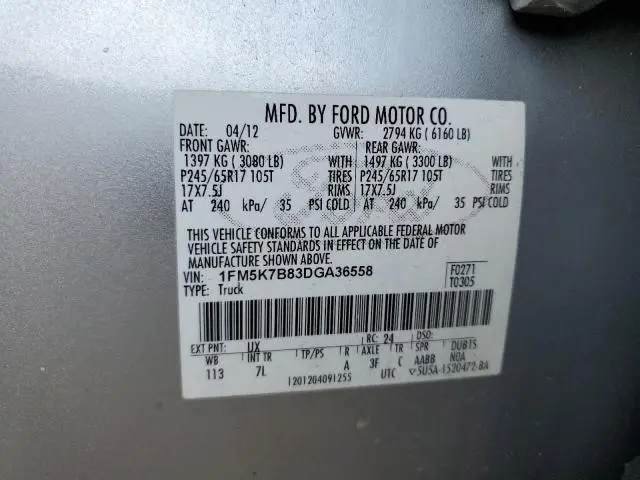 MFD. BY FORD MOTOR CO.
DATE: 04/12 GVWR: 2794 KG ( 6160 LB)
FRONT GAWR: REAR GAWR:
1397 KG ( 3080 LB) WITH 1497 KG ( 3300 LB) WITH
P245/65R17 105T TIRES P245/65R17 105T TIRES
17X7.5J RIMS 17X7.5J RIMS
AT 240 kPa/ 35 PSI COLD AT 240 kPa/ 35 PSI COLD
THIS VEHICLE CONFORMS TO ALL APPLICABLE FEDERAL MOTOR
VEHICLE SAFETY STANDARDS IN EFFECT ON THE DATE OF
MANUFACTURE SHOWN ABOVE.
VIN: 1FM5K7B83DGA36558 F0271
TYPE: Truck T0305
EXT PNT: UX RC: 24 DSO:
WB INT TR TP/PS R AXLE TR SPR DUB15
113 7L A 3F C AABB N0A
1201204091255 UTC 5U5A-1520472-BA